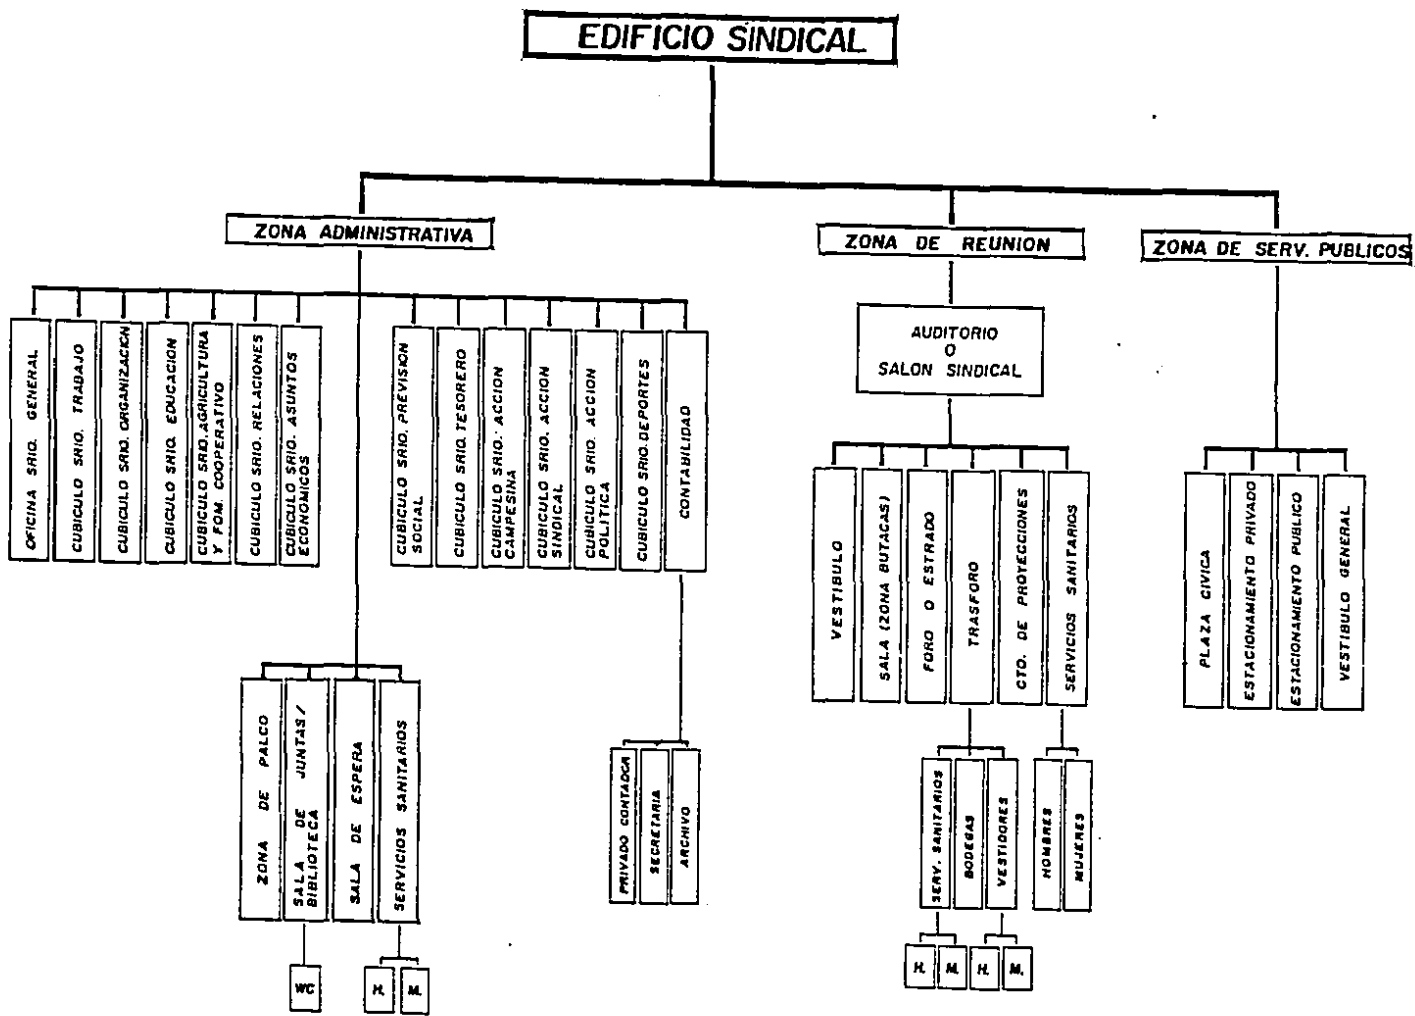 EDIFICIO SINDICAL
ZONA ADMINISTRATIVA
ZONA DE REUNION
ZONA DE SERV. PUBLICOS
AUDITORIO
O
SALON SINDICAL
OFICINA SRIO. GENERAL
CUBICULO SRIO. TRABAJO
CUBICULO SRIO. ORGANIZACION
CUBICULO SRIO. EDUCACION
CUBICULO SRIO. AGRICULTURA
Y FOM. COOPERATIVO
CUBICULO SRIO. RELACIONES
CUBICULO SRIO. ASUNTOS
ECONOMICOS
CUBICULO SRIO. PREVISION
SOCIAL
CUBICULO SRIO. TESORERO
CUBICULO SRIO. ACCION
CAMPESINA
CUBICULO SRIO. ACCION
SINDICAL
CUBICULO SRIO. ACCION
POLITICA
CUBICULO SRIO. DEPORTES
CONTABILIDAD
VESTIBULO
SALA (ZONA BUTACAS)
FORO O ESTRADO
TRASFORO
CTO. DE PROTECCIONES
SERVICIOS SANITARIOS
PLAZA CIVICA
ESTACIONAMIENTO PRIVADO
ESTACIONAMIENTO PUBLICO
VESTIBULO GENERAL
ZONA DE PALCO
SALA DE JUNTAS/
BIBLIOTECA
SALA DE ESPERA
SERVICIOS SANITARIOS
PRIVADO CONTADOR
SECRETARIA
ARCHIVO
SERV. SANITARIOS
BODEGAS
VESTIDORES
HOMBRES
MUJERES
WC
H.
M.
H.
M.
H.
M.